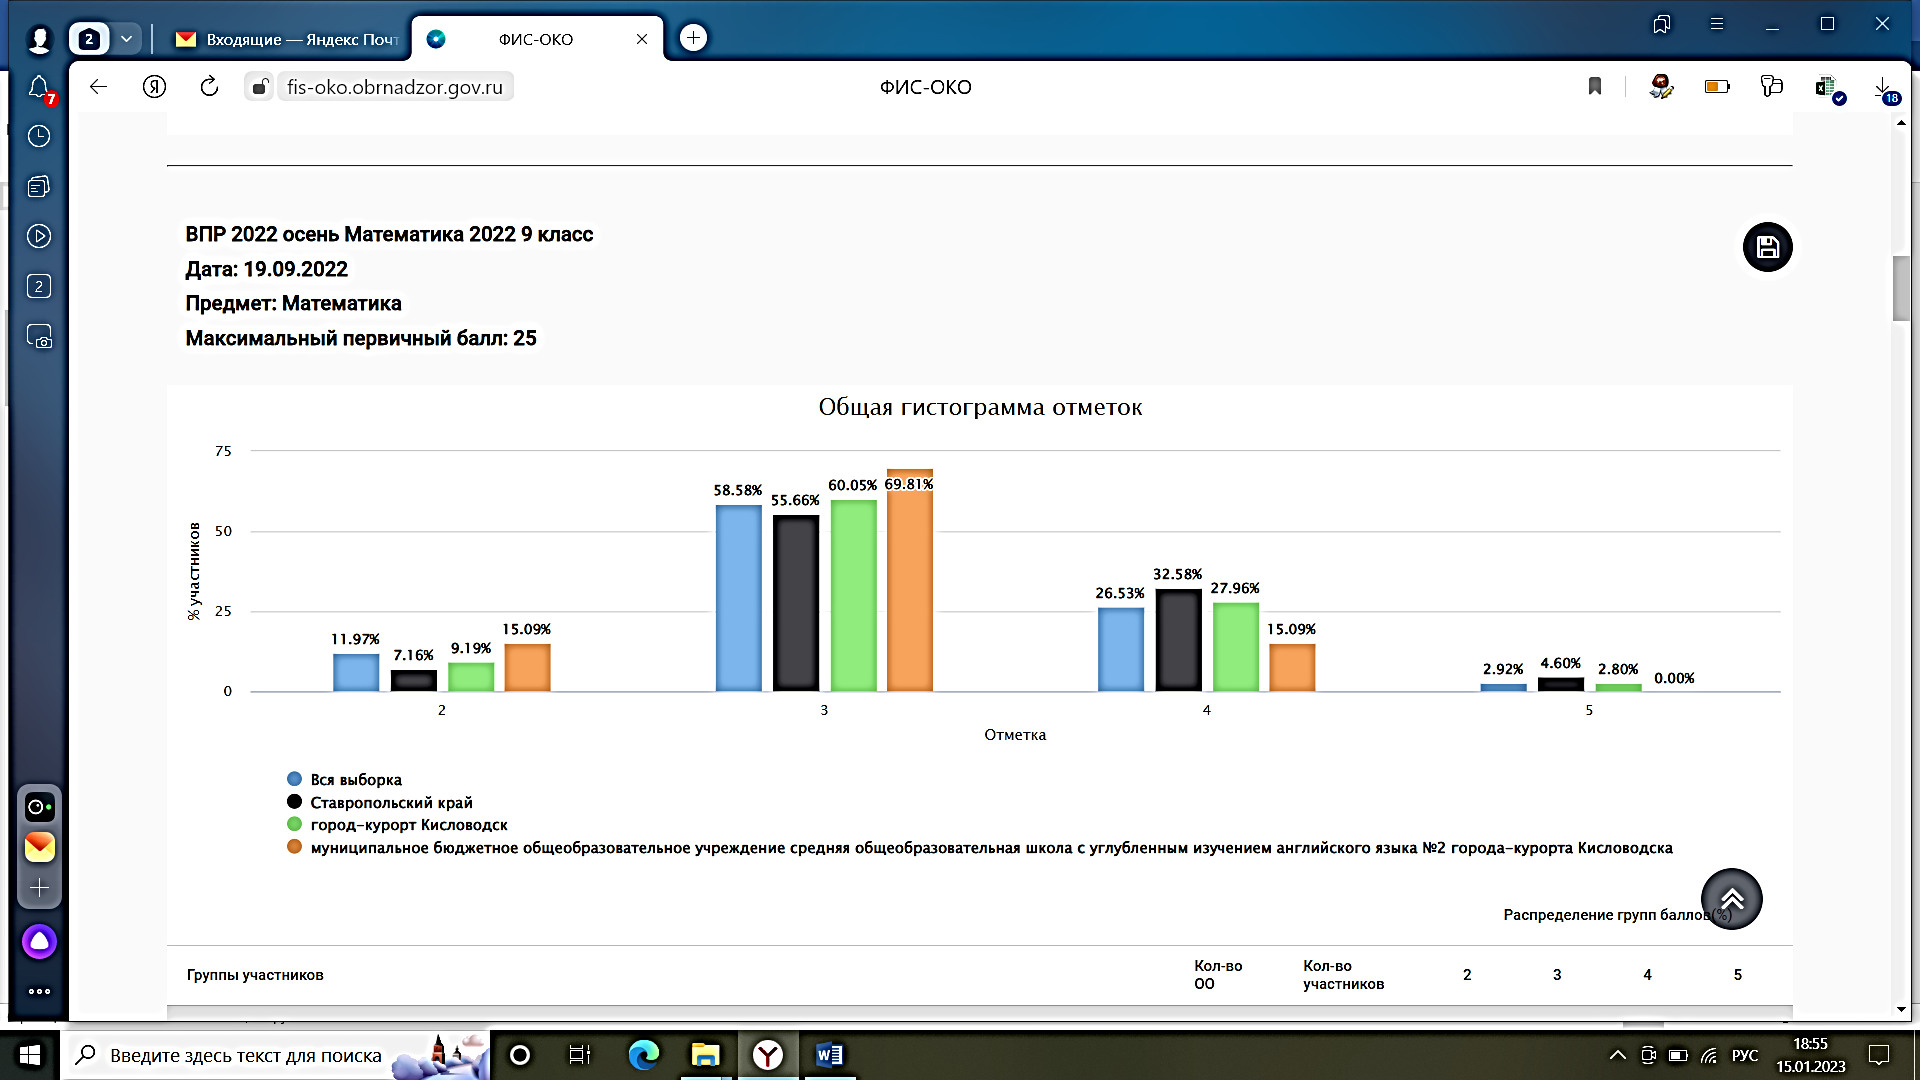 2
Входящие — Яндекс Почт
ФИС-ОКО
7
Я
fis-oko.obrnadzor.gov.ru
ФИС-ОКО
18
2
ВПР 2022 осень Математика 2022 9 класс
Дата: 19.09.2022
Предмет: Математика
Максимальный первичный балл: 25
Общая гистограмма отметок
75
50
25
0
% участников
11.97%
7.16%
9.19%
15.09%
58.58%
55.66%
60.05%
69.81%
26.53%
32.58%
27.96%
15.09%
2.92%
4.60%
2.80%
0.00%
2
3
4
5
Отметка
Вся выборка
Ставропольский край
город-курорт Кисловодск
муниципальное бюджетное общеобразовательное учреждение средняя общеобразовательная школа с углубленным изучением английского языка №2 города-курорта Кисловодска
Распределение групп баллов(%)
Группы участников
Кол-во
ОО
Кол-во
участников
2
3
4
5
Введите здесь текст для поиска
РУС
18:55
15.01.2023